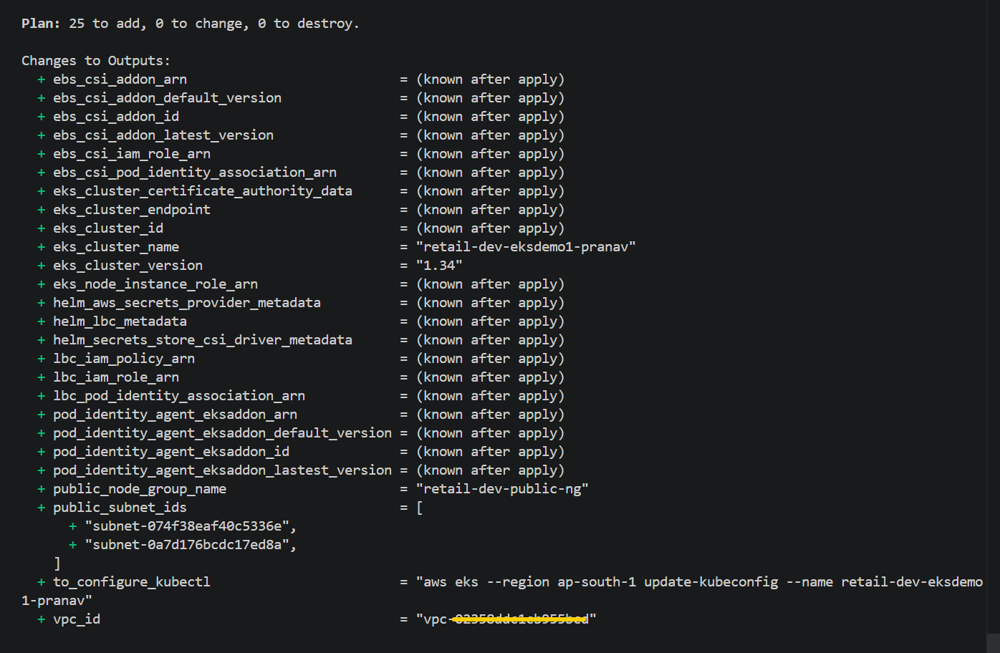 Plan: 25 to add, 0 to change, 0 to destroy.
Changes to Outputs:
+ ebs_csi_addon_arn = (known after apply)
+ ebs_csi_addon_default_version = (known after apply)
+ ebs_csi_addon_id = (known after apply)
+ ebs_csi_addon_latest_version = (known after apply)
+ ebs_csi_iam_role_arn = (known after apply)
+ ebs_csi_pod_identity_association_arn = (known after apply)
+ eks_cluster_certificate_authority_data = (known after apply)
+ eks_cluster_endpoint = (known after apply)
+ eks_cluster_id = (known after apply)
+ eks_cluster_name = "retail-dev-eksdemo1-pranav"
+ eks_cluster_version = "1.34"
+ eks_node_instance_role_arn = (known after apply)
+ helm_aws_secrets_provider_metadata = (known after apply)
+ helm_lbc_metadata = (known after apply)
+ helm_secrets_store_csi_driver_metadata = (known after apply)
+ lbc_iam_policy_arn = (known after apply)
+ lbc_iam_role_arn = (known after apply)
+ lbc_pod_identity_association_arn = (known after apply)
+ pod_identity_agent_eksaddon_arn = (known after apply)
+ pod_identity_agent_eksaddon_default_version = (known after apply)
+ pod_identity_agent_eksaddon_id = (known after apply)
+ pod_identity_agent_eksaddon_lastest_version = (known after apply)
+ public_node_group_name = "retail-dev-public-ng"
+ public_subnet_ids = [
+ "subnet-074f38eaf40c5336e",
+ "subnet-0a7d176bcdc17ed8a",
]
+ to_configure_kubectl = "aws eks --region ap-south-1 update-kubeconfig --name retail-dev-eksdemo
1-pranav"
+ vpc_id = "vpc-"